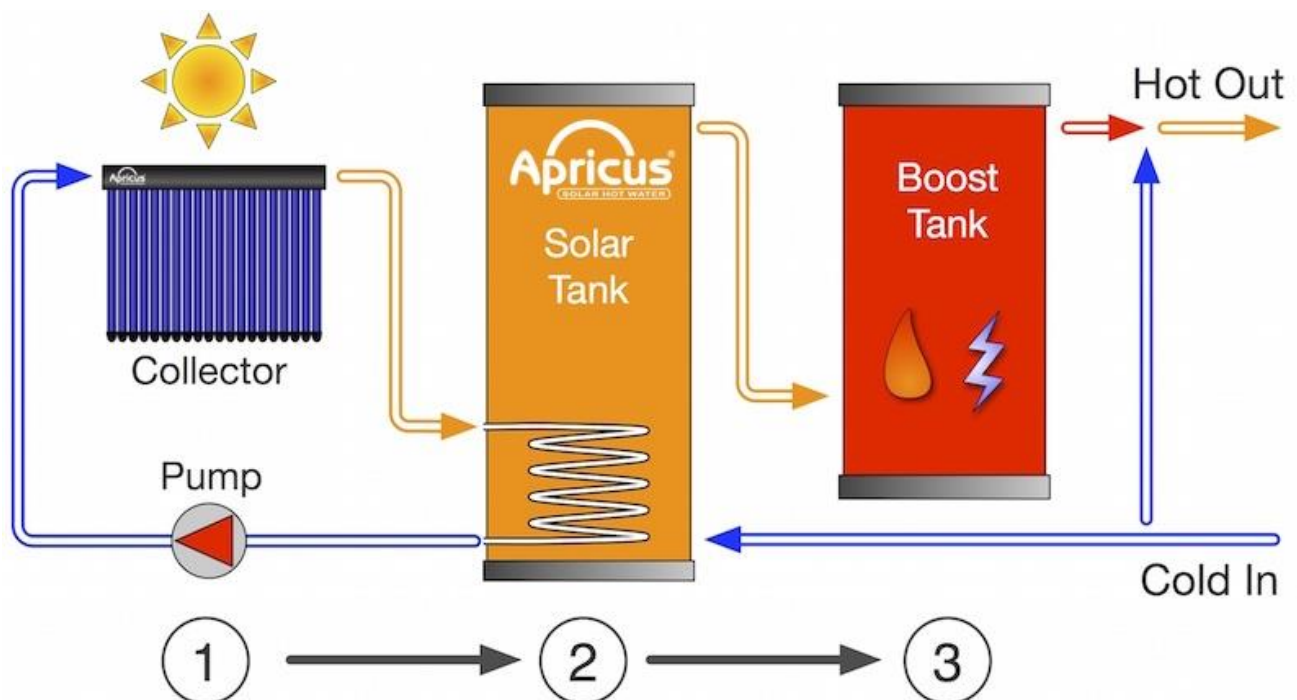 Hot Out
Apricus
Apricus®
SOLAR HOT WATER
Boost
Tank
Solar
Tank
Collector
Pump
Cold In
1
2
3